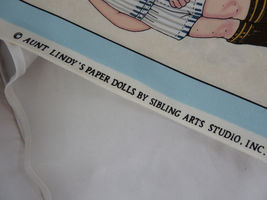 © AUNT LINDY'S PAPER DOLLS BY SIBLING ARTS STUDIO, INC.